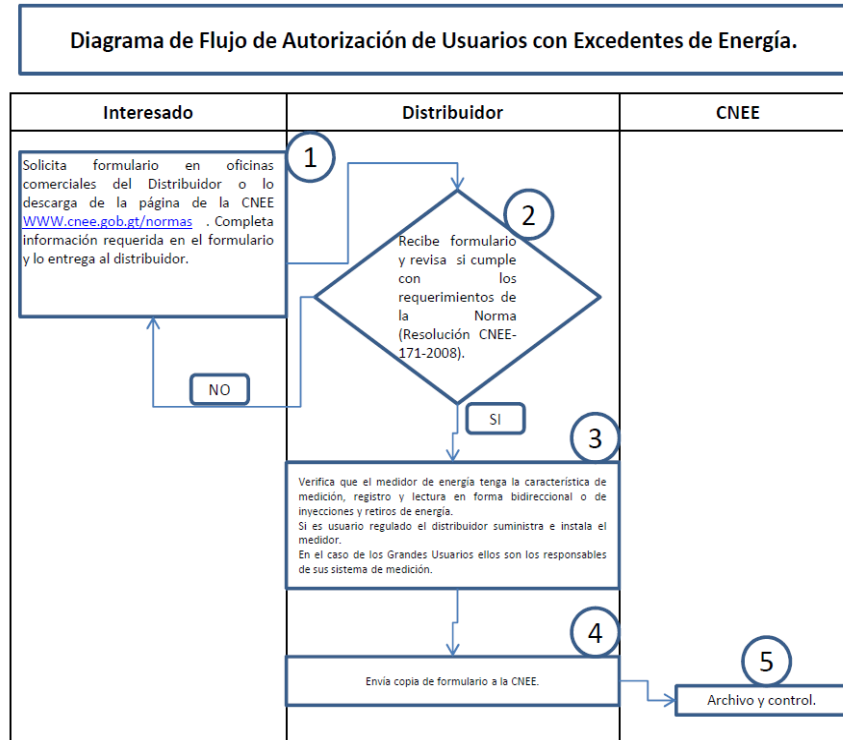 Diagrama de Flujo de Autorización de Usuarios con Excedentes de Energía.
Interesado
Distribuidor
CNEE
1
Solicita formulario en oficinas
comerciales del Distribuidor o lo
descarga de la página de la CNEE
WWW.cnee.gob.gt/normas . Completa
información requerida en el formulario
y lo entrega al distribuidor.
2
Recibe formulario
y revisa si cumple
con los
requerimientos de
la Norma
(Resolución CNEE-
171-2008).
NO
SI
3
Verifica que el medidor de energía tenga la característica de
medición, registro y lectura en forma bidireccional o de
inyecciones y retiros de energía.
Si es usuario regulado el distribuidor suministra e instala el
medidor.
En el caso de los Grandes Usuarios ellos son los responsables
de sus sistema de medición.
4
Envía copia de formulario a la CNEE.
5
Archivo y control.